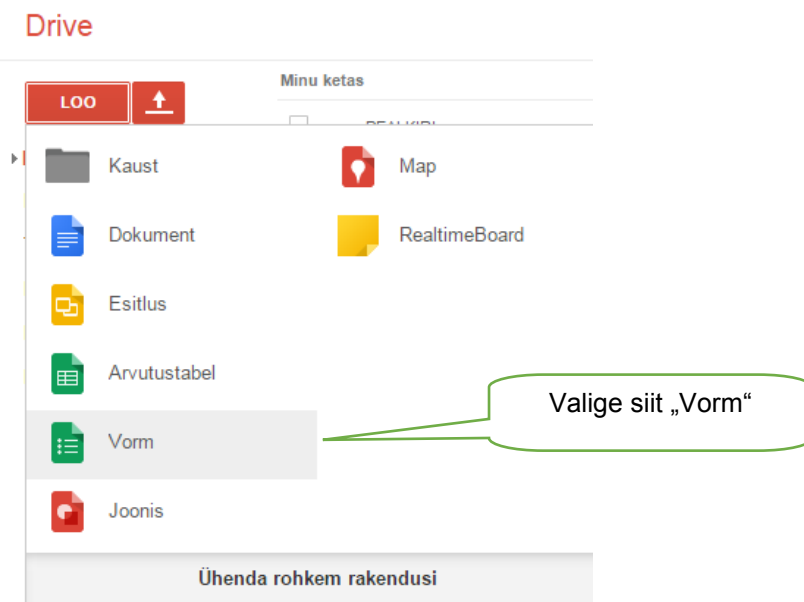 Drive
LOO
Minu ketas
Kaust
Map
Dokument
RealtimeBoard
Esitlus
Arvutustabel
Valige siit „Vorm“
Vorm
Joonis
Ühenda rohkem rakendusi